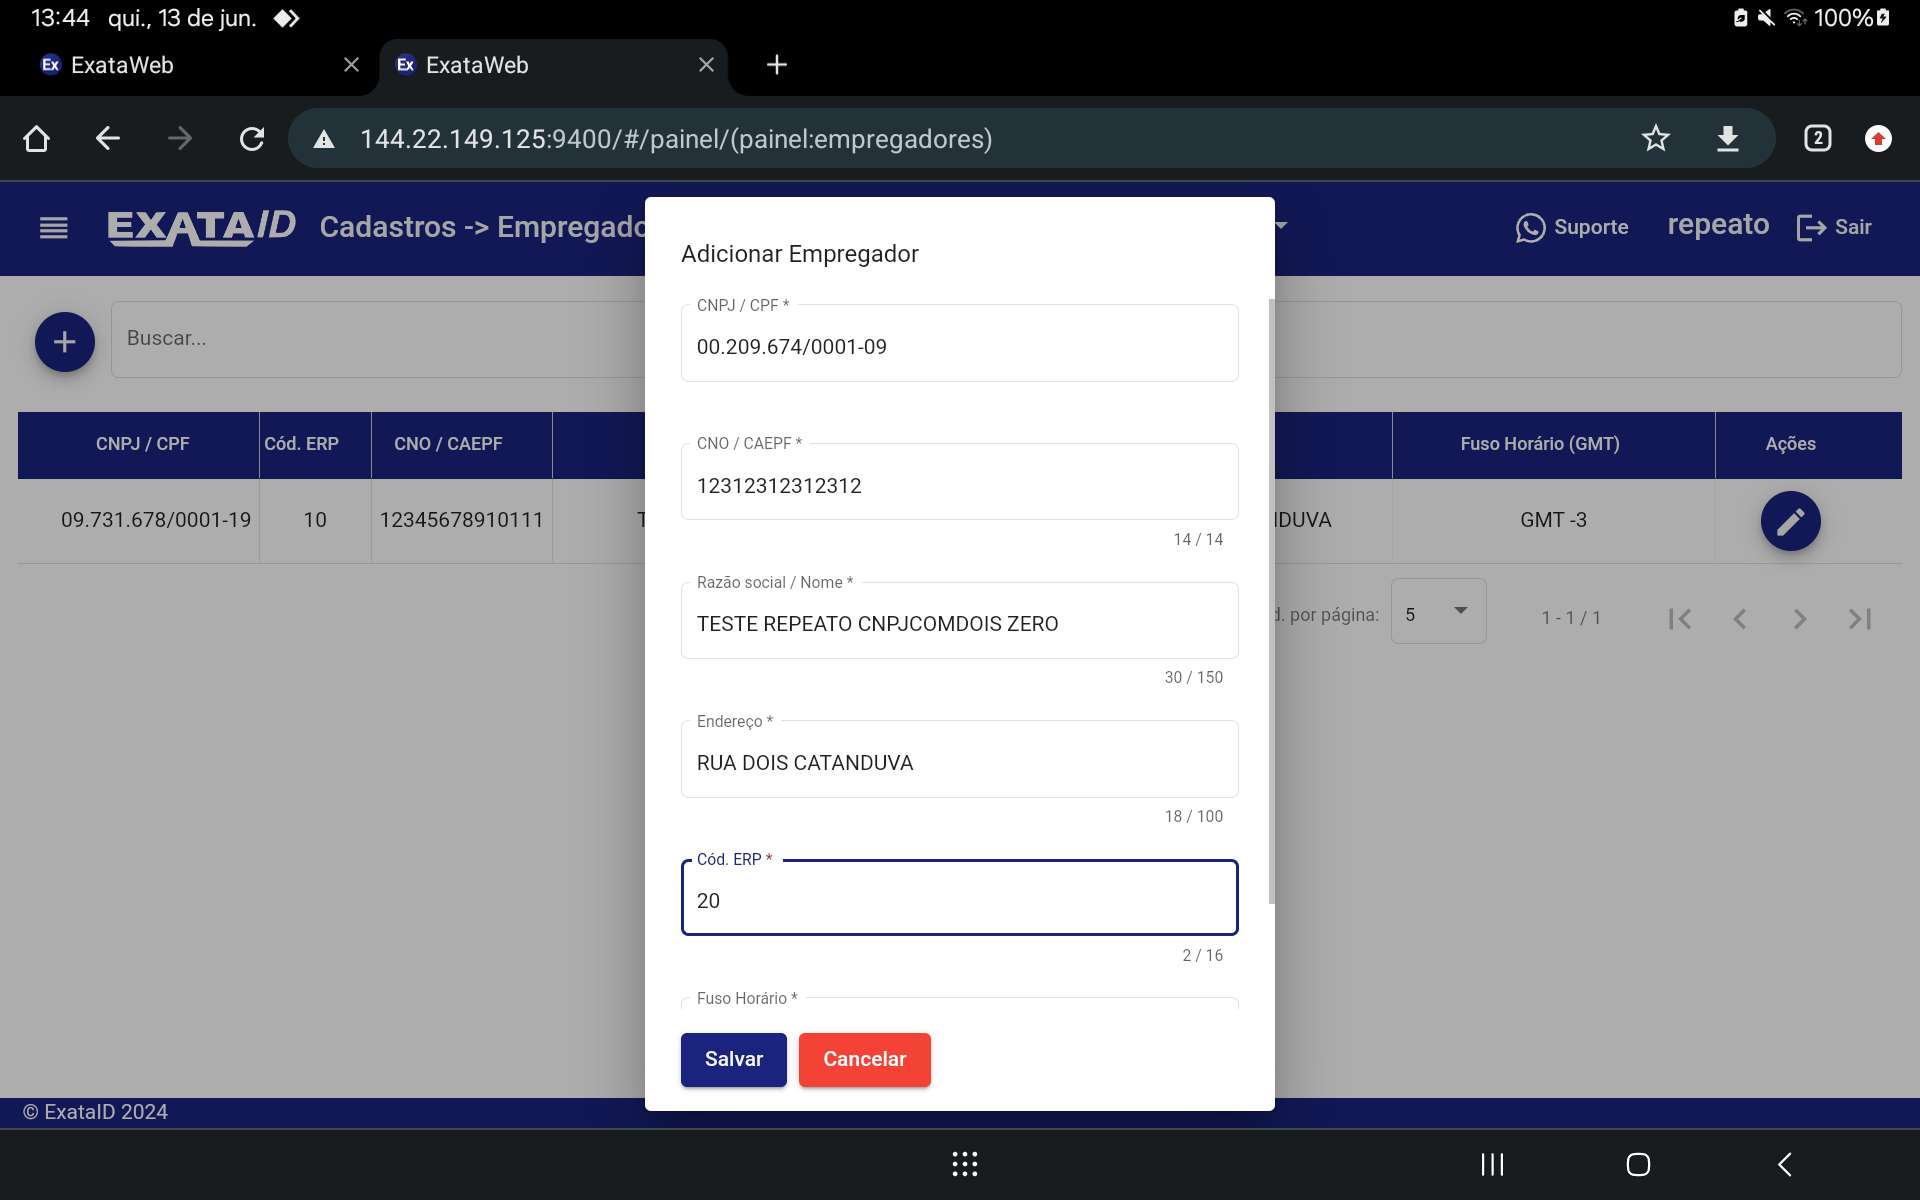 13:44 qui., 13 de jun. 100%
Ex ExataWeb Ex ExataWeb
144.22.149.125:9400/#/painel/(painel:empregadores) 2
EXATAID Cadastros -> Empregado Suporte repeato Sair
Adicionar Empregador
CNPJ / CPF *
00.209.674/0001-09
Buscar...
CNPJ / CPF Cód. ERP CNO / CAEPF Fuso Horário (GMT) Ações
CNO / CAEPF *
12312312312312
14 / 14
09.731.678/0001-19 10 12345678910111 T DUVA GMT -3
Razão social / Nome *
TESTE REPEATO CNPJCOMDOIS ZERO
30 / 150
d. por página: 5 1 - 1 / 1
Endereço *
RUA DOIS CATANDUVA
18 / 100
Cód. ERP *
20
2 / 16
Fuso Horário *
Salvar Cancelar
© ExataID 2024